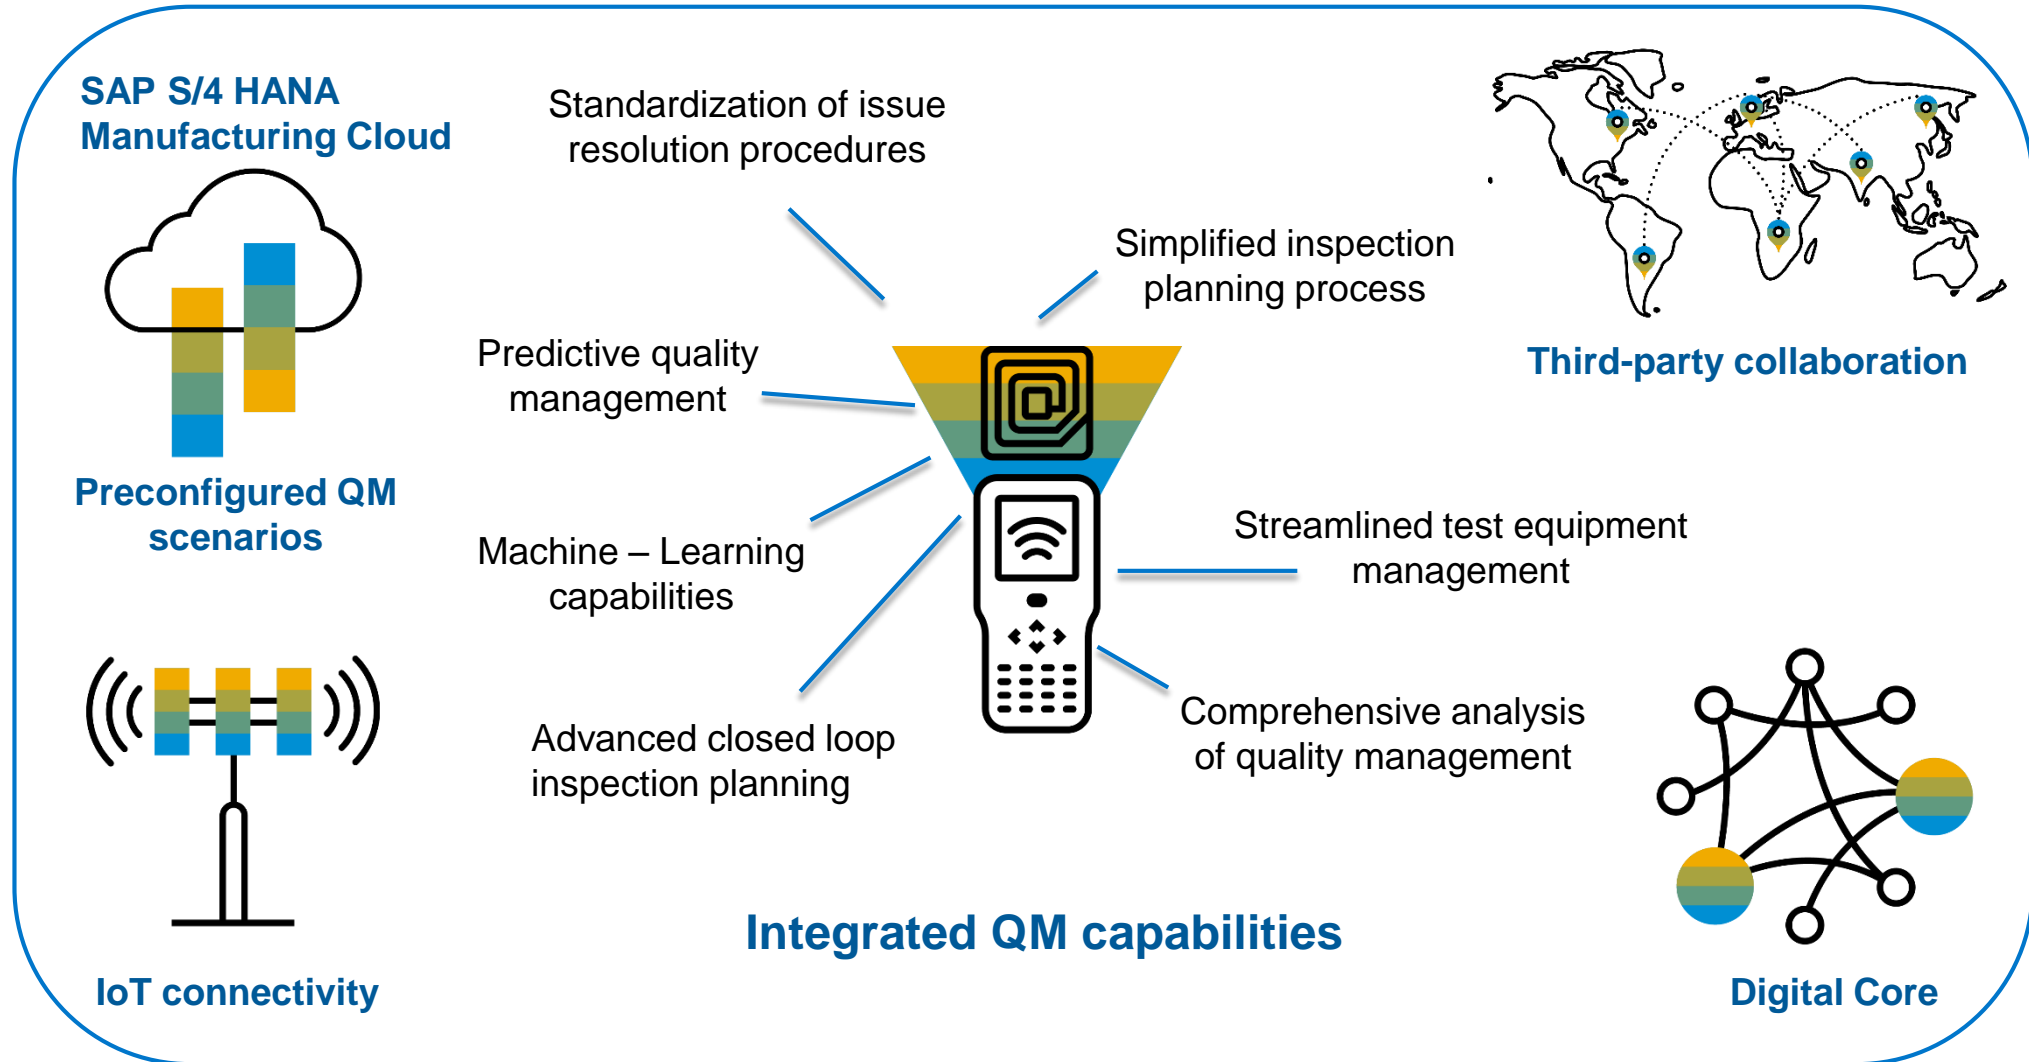 SAP S/4 HANA
Manufacturing Cloud
Standardization of issue
resolution procedures
Simplified inspection
planning process
Third-party collaboration
Predictive quality
management
Preconfigured QM
scenarios
Machine – Learning
capabilities
Streamlined test equipment
management
Advanced closed loop
inspection planning
Comprehensive analysis
of quality management
Integrated QM capabilities
IoT connectivity
Digital Core